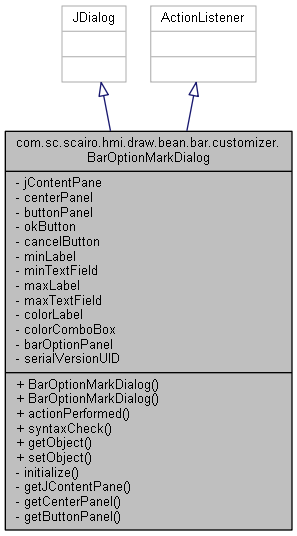 JDialog
ActionListener
com.sc.scairo.hmi.draw.bean.bar.customizer.
BarOptionMarkDialog
- jContentPane
- centerPanel
- buttonPanel
- okButton
- cancelButton
- minLabel
- minTextField
- maxLabel
- maxTextField
- colorLabel
- colorComboBox
- barOptionPanel
- serialVersionUID
+ BarOptionMarkDialog()
+ BarOptionMarkDialog()
+ actionPerformed()
+ syntaxCheck()
+ getObject()
+ setObject()
- initialize()
- getJContentPane()
- getCenterPanel()
- getButtonPanel()